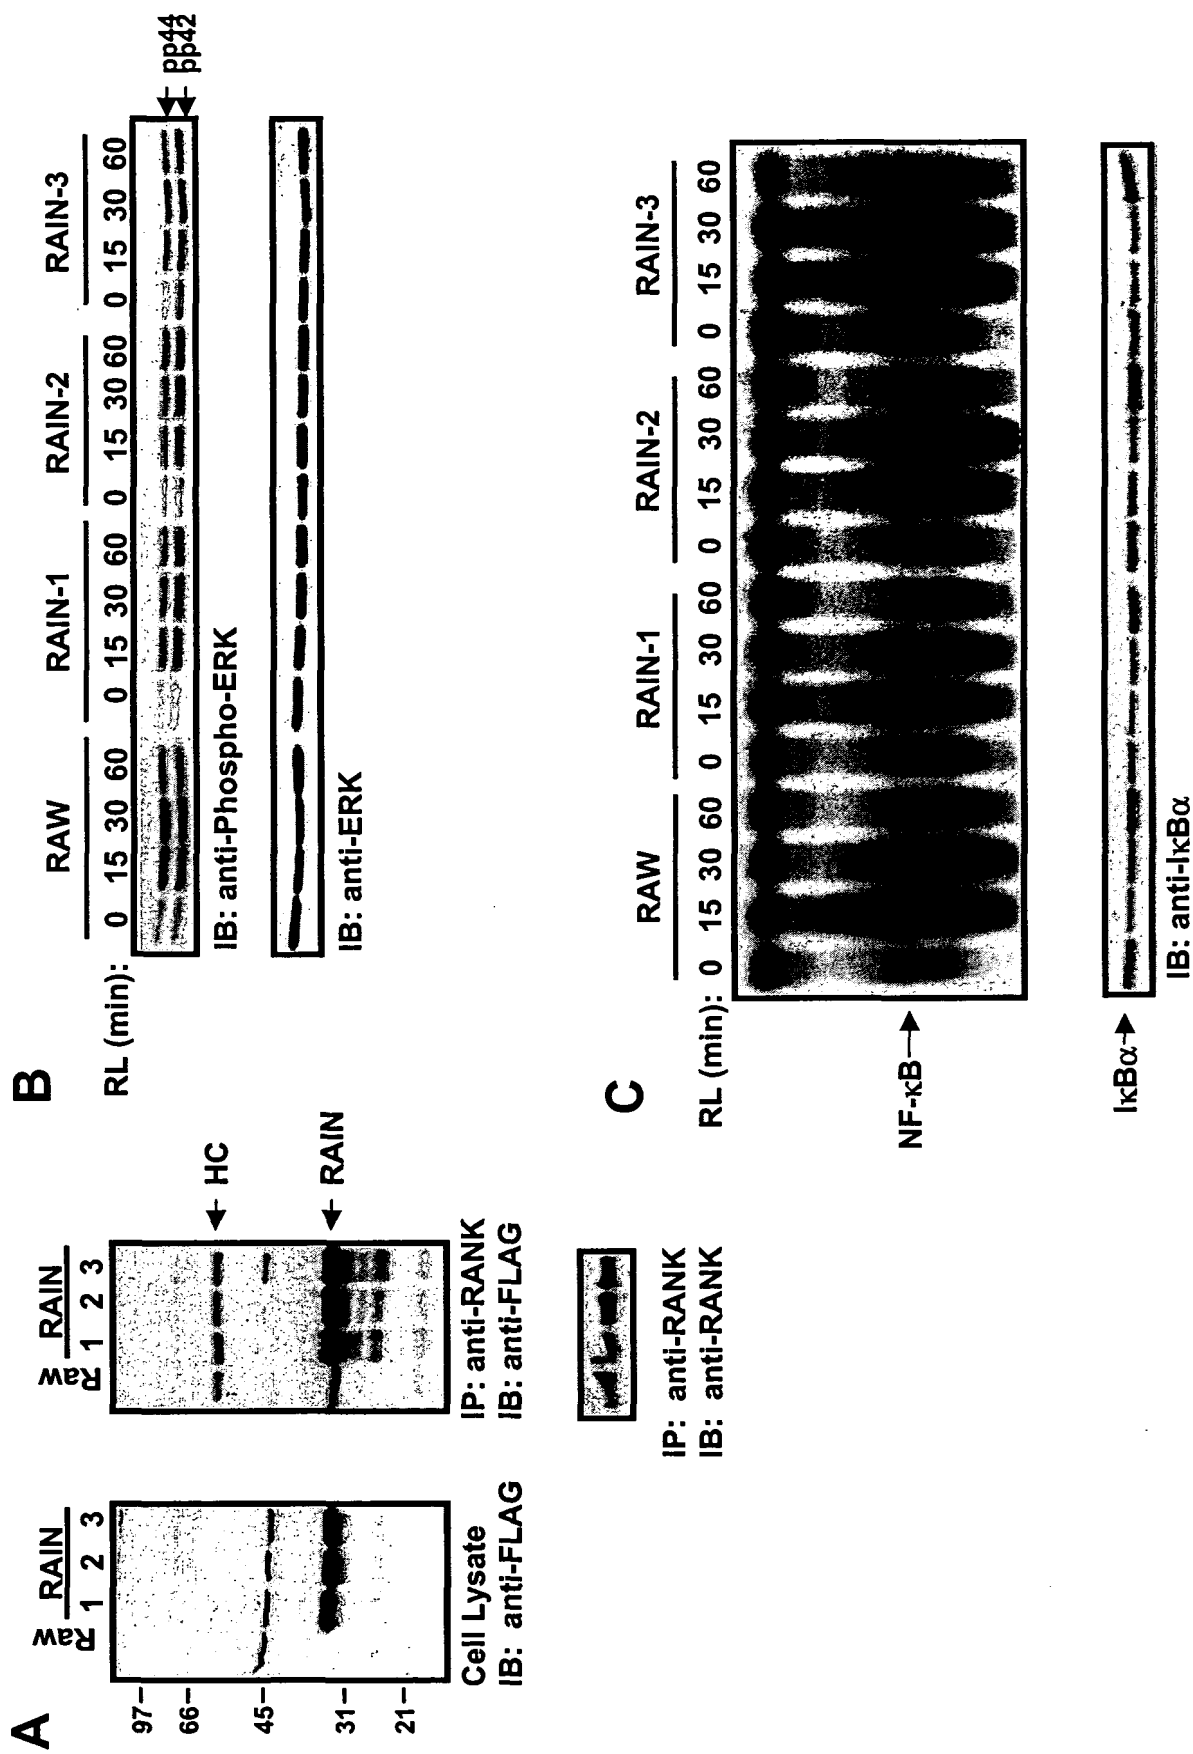 A
Raw
RAIN
1 2 3
97–
66–
45–
31–
21–
Cell Lysate
IB: anti-FLAG
Raw
RAIN
1 2 3
HC
RAIN
IP: anti-RANK
IB: anti-FLAG
IP: anti-RANK
IB: anti-RANK
B
RAW RAIN-1 RAIN-2 RAIN-3
RL (min): 0 15 30 60 0 15 30 60 0 15 30 60 0 15 30 60
pp44
pp42
IB: anti-Phospho-ERK
IB: anti-ERK
C
RAW RAIN-1 RAIN-2 RAIN-3
RL (min): 0 15 30 60 0 15 30 60 0 15 30 60 0 15 30 60
NF-κB
IκBα
IB: anti-IκBα